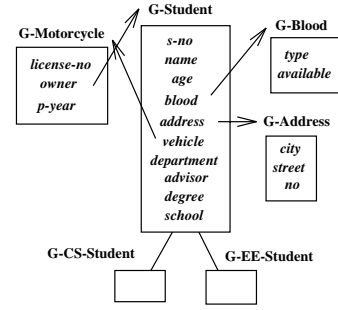 G-Student
G-Motorcycle
license-no
owner
p-year
s-no
name
age
blood
address
vehicle
department
advisor
degree
school
G-Blood
type
available
G-Address
city
street
no
G-CS-Student
G-EE-Student